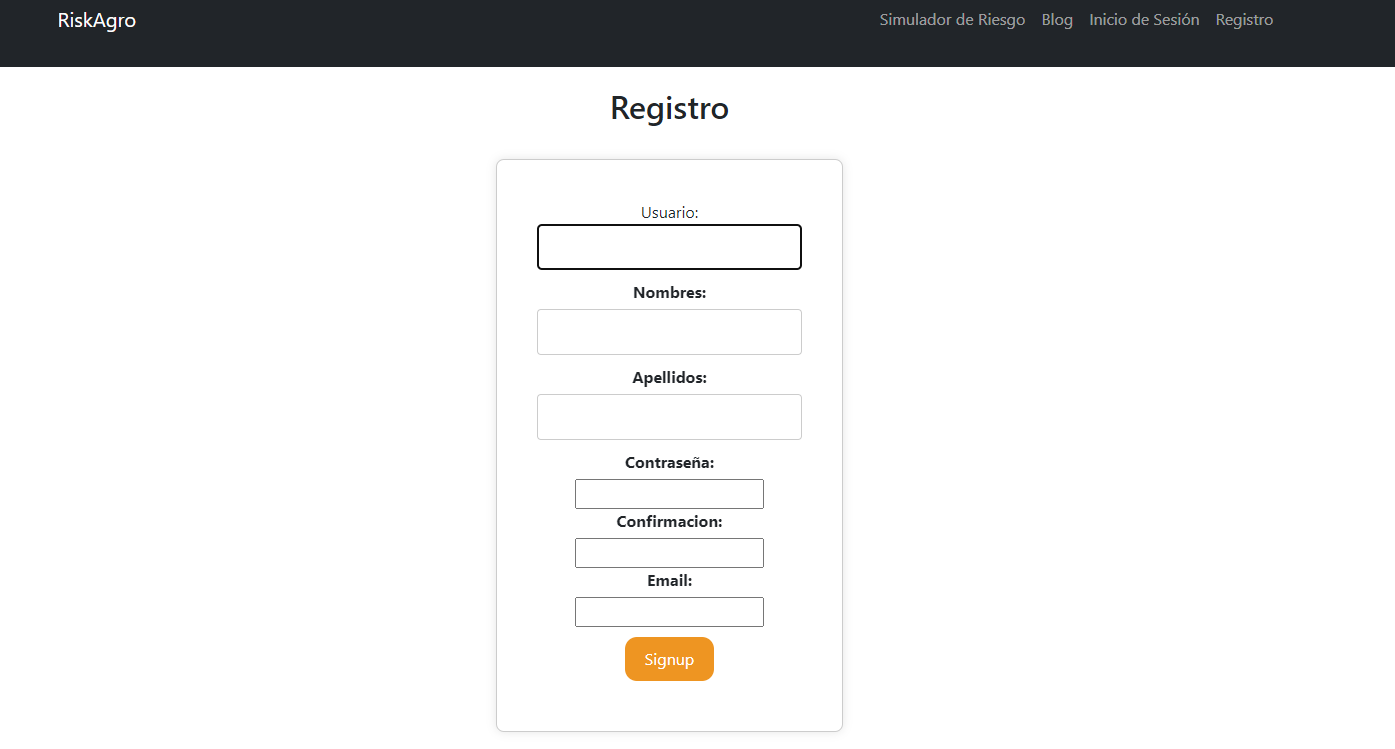 RiskAgro Simulador de Riesgo Blog Inicio de Sesión Registro
Registro
Usuario:
Nombres:
Apellidos:
Contraseña:
Confirmacion:
Email:
Signup